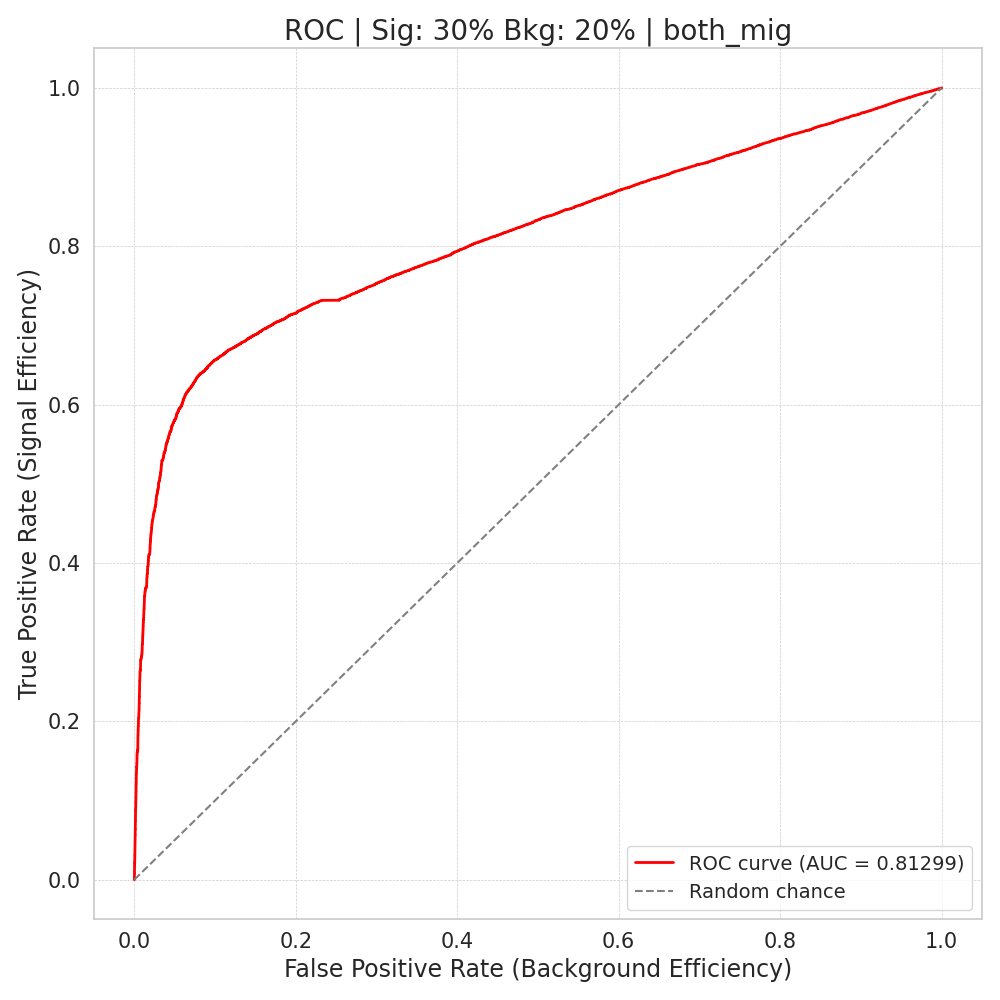 ROC | Sig: 30% Bkg: 20% | both_mig
1.0
0.8
0.6
0.4
0.2
0.0
True Positive Rate (Signal Efficiency)
ROC curve (AUC = 0.81299)
Random chance
0.0 0.2 0.4 0.6 0.8 1.0
False Positive Rate (Background Efficiency)